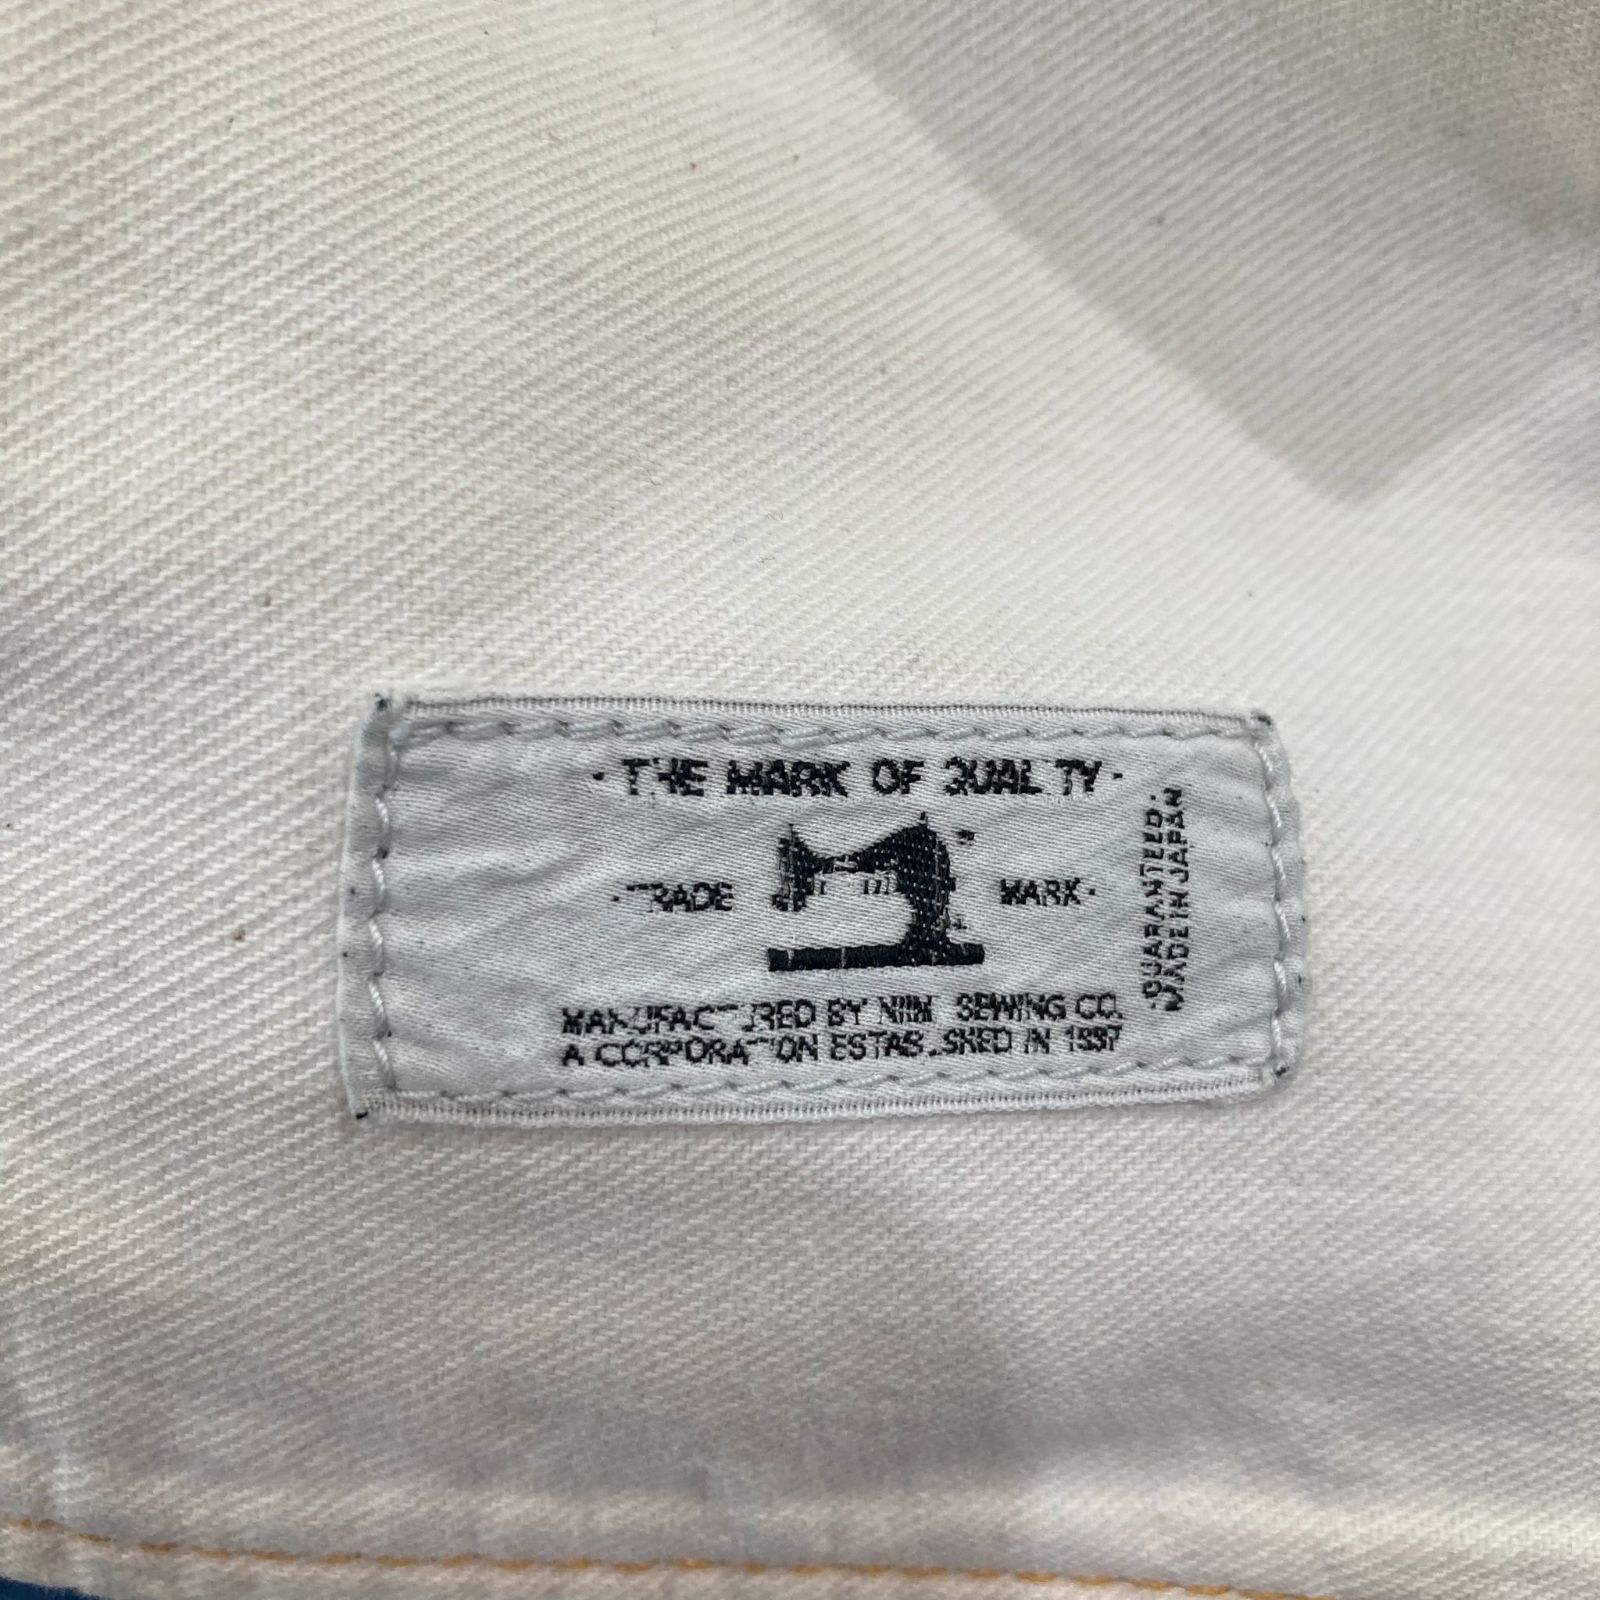 · THE MARK OF QUALITY ·
· TRADE MARK ·
MANUFACTURED BY SEWING CO.
A CORPORATION ESTABLISHED IN 1997
· GUARANTEED ·
MADE IN JAPAN